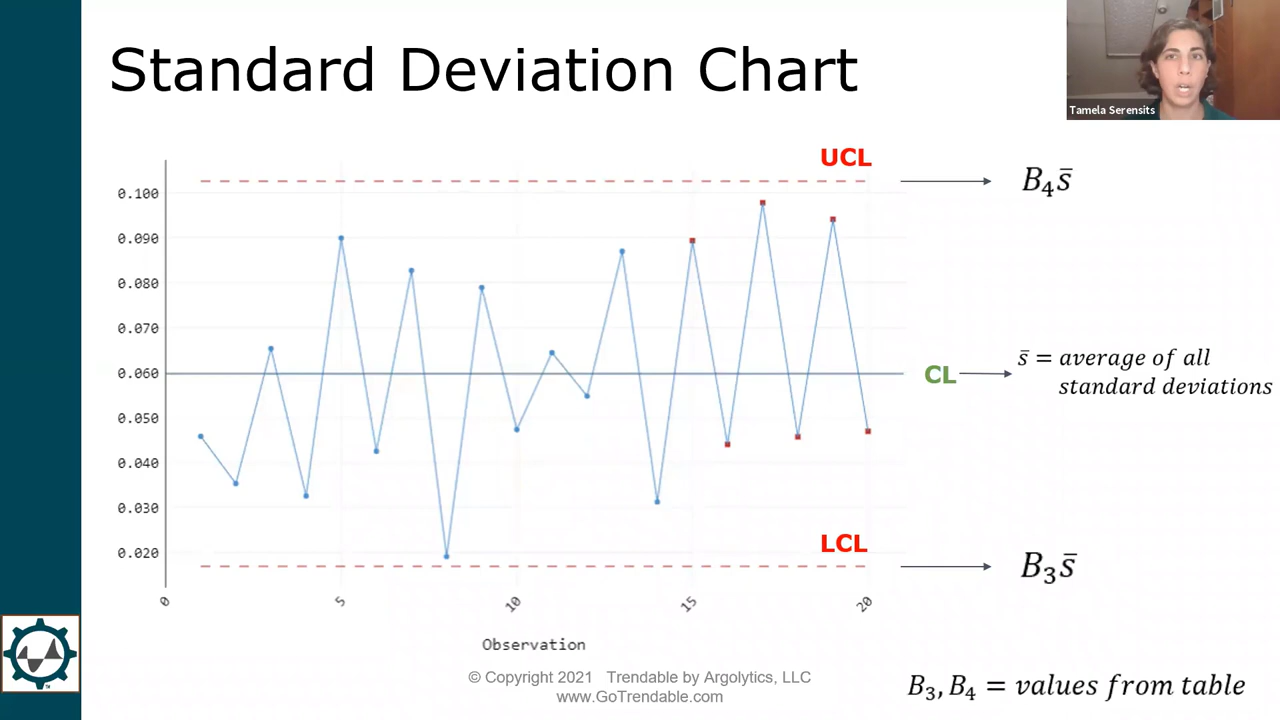 Standard Deviation Chart
Tamela Serensits
UCL
B₄s̄
0.100
0.090
0.080
0.070
0.060
0.050
0.040
0.030
0.020
CL
s̄ = average of all
standard deviations
LCL
B₃s̄
0 5 10 15 20
Observation
© Copyright 2021 Trendable by Argolytics, LLC
www.GoTrendable.com
B₃, B₄ = values from table